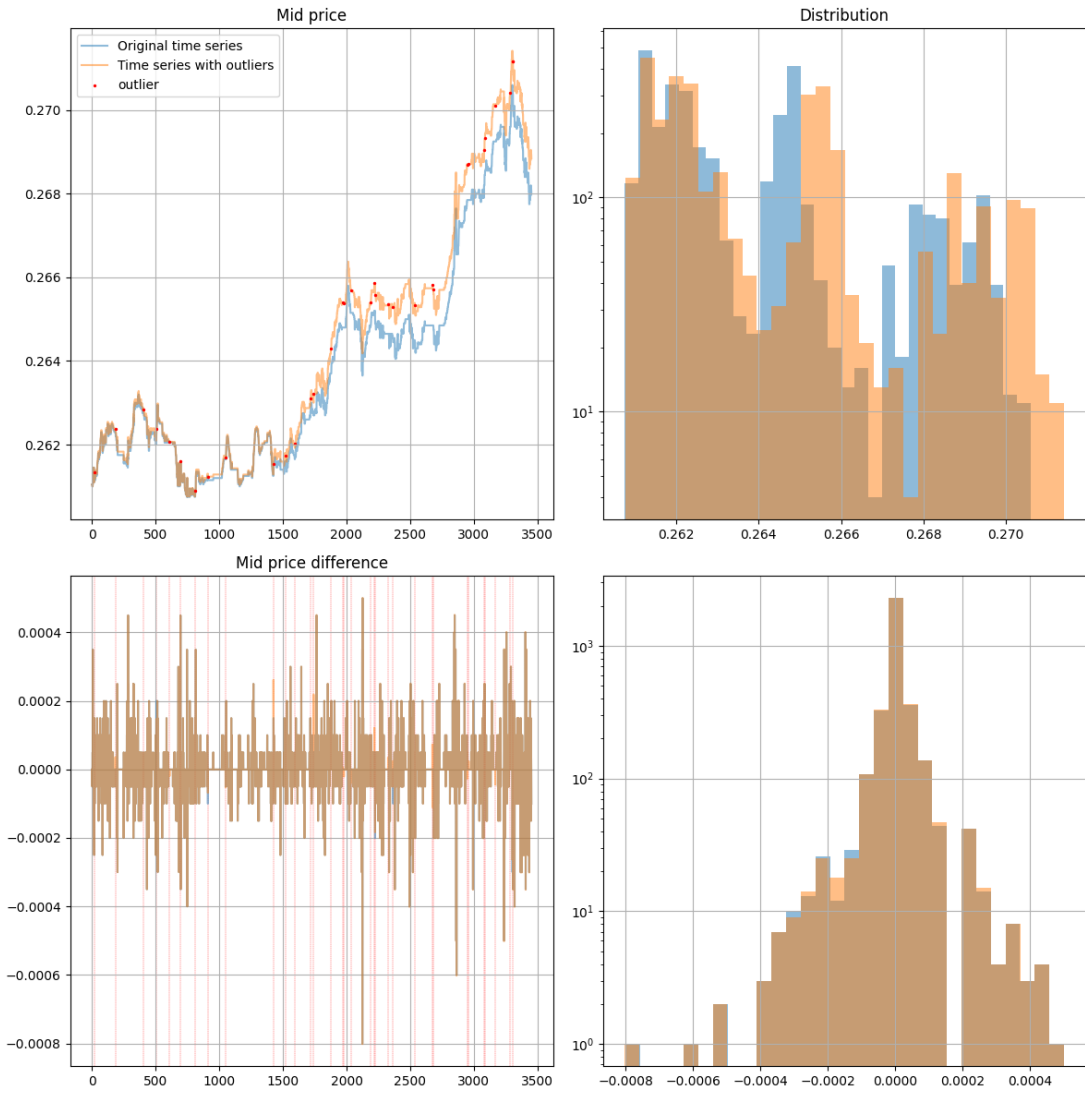 Mid price
Original time series
Time series with outliers
outlier
0.270
0.268
0.266
0.264
0.262
0 500 1000 1500 2000 2500 3000 3500
Distribution
10²
10¹
0.262 0.264 0.266 0.268 0.270
Mid price difference
0.0004
0.0002
0.0000
−0.0002
−0.0004
−0.0006
−0.0008
0 500 1000 1500 2000 2500 3000 3500
10³
10²
10¹
10⁰
−0.0008 −0.0006 −0.0004 −0.0002 0.0000 0.0002 0.0004